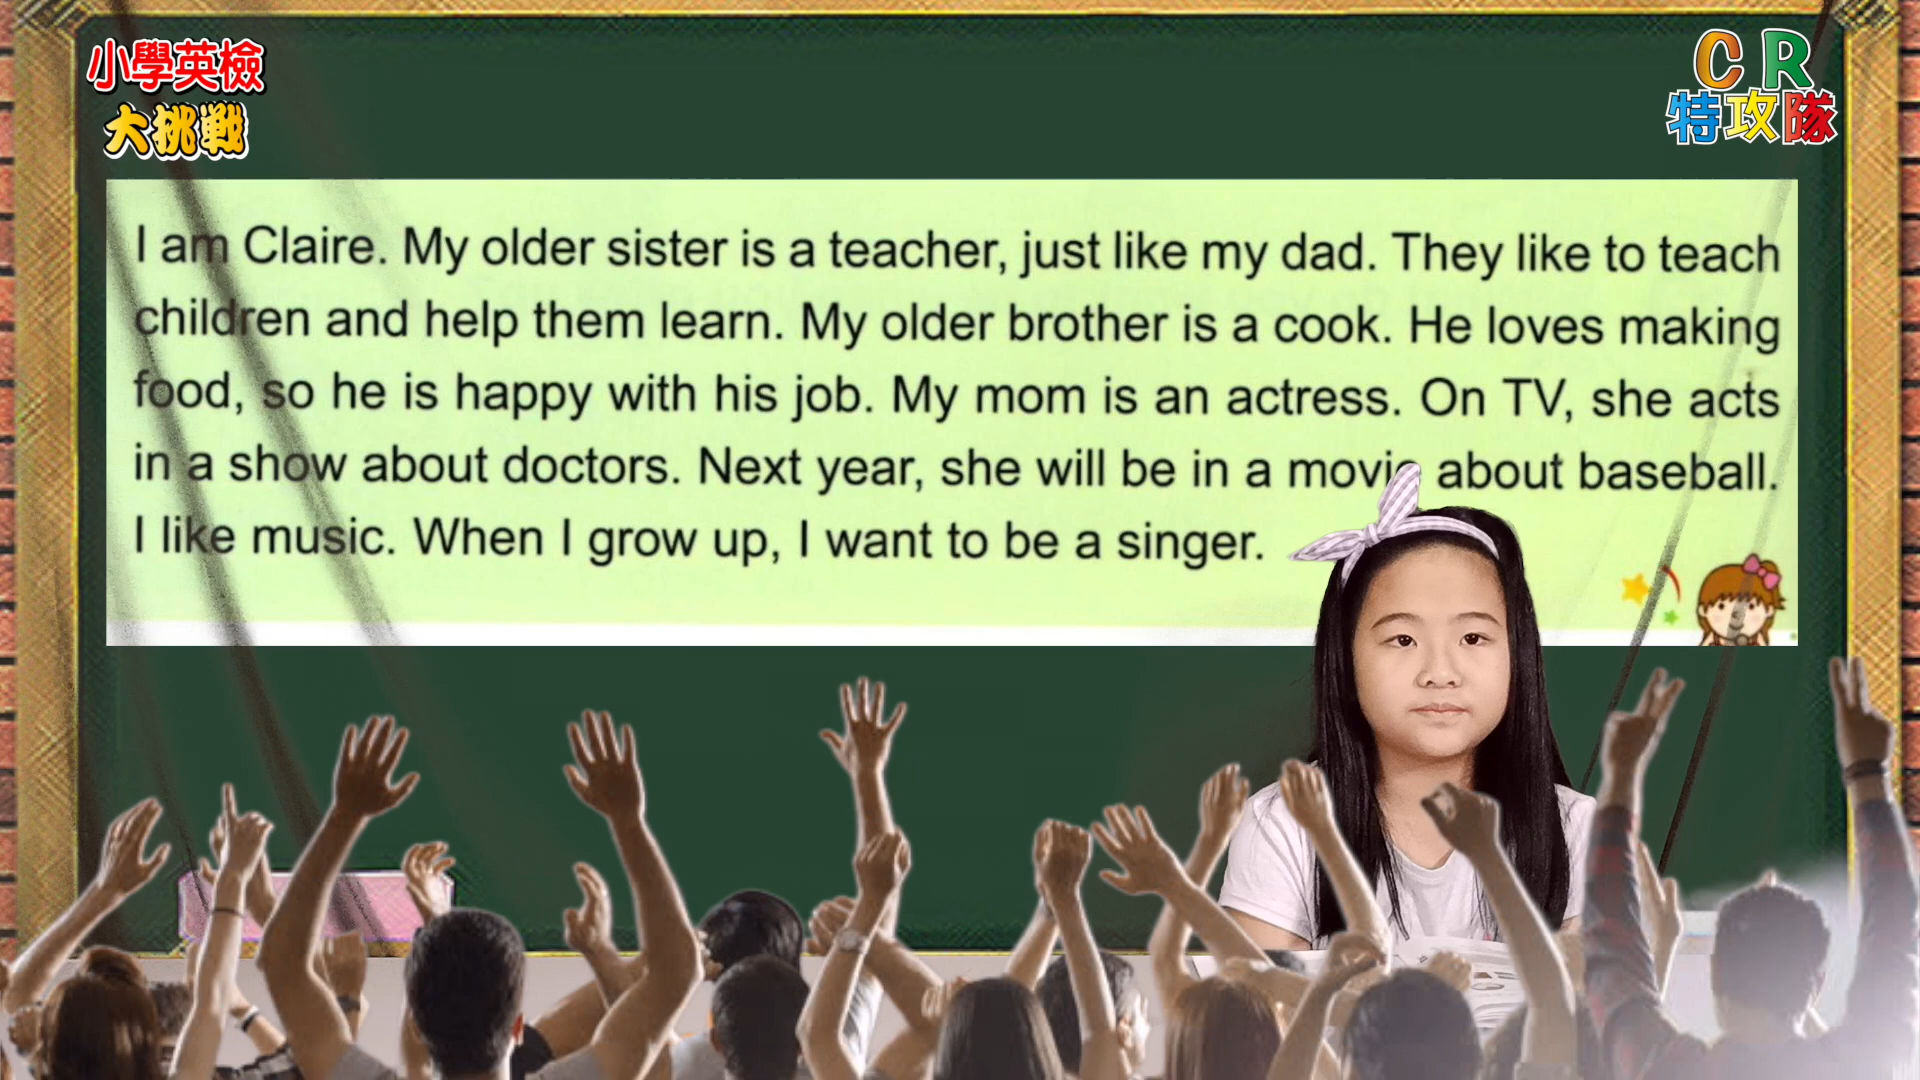 小學英檢
大挑戰
CR
特攻隊
I am Claire. My older sister is a teacher, just like my dad. They like to teach
children and help them learn. My older brother is a cook. He loves making
food, so he is happy with his job. My mom is an actress. On TV, she acts
in a show about doctors. Next year, she will be in a movie about baseball.
I like music. When I grow up, I want to be a singer.